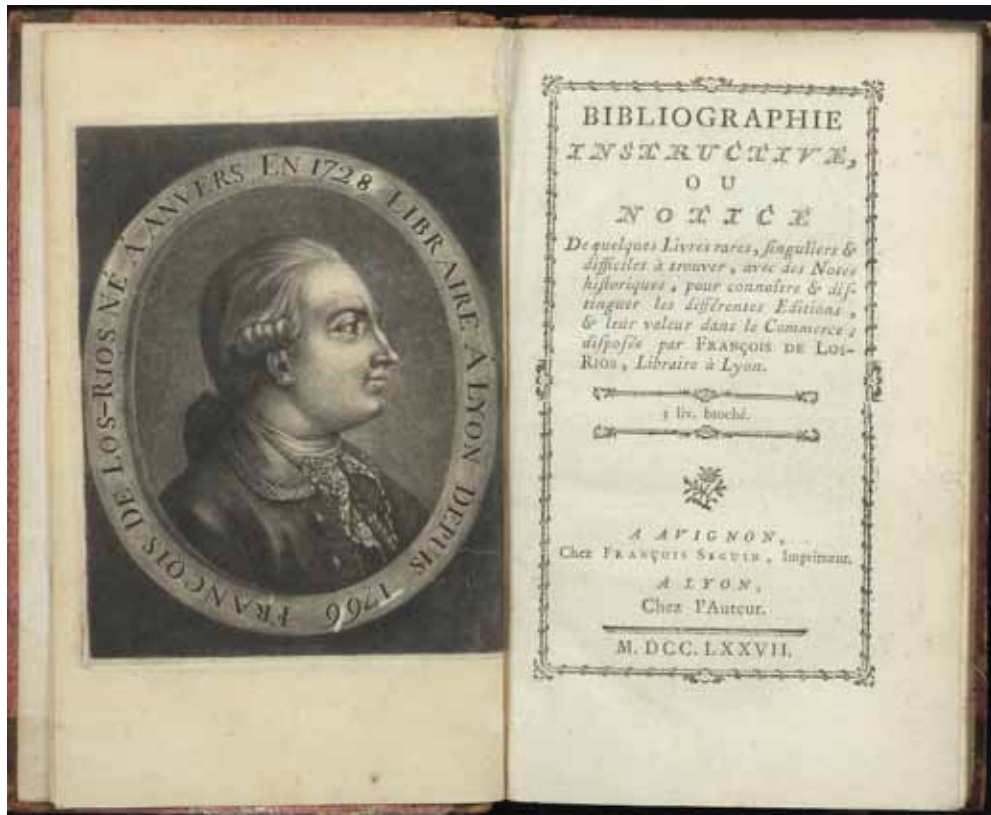 FRANÇOIS DE LOS-RIOS NÉ À ANVERS EN 1728 LIBRAIRE À LYON DEPUIS 1766
BIBLIOGRAPHIE
INSTRUCTIVE,
OU
NOTICE
De quelques Livres rares, ſinguliers &
difficiles à trouver, avec des Notes
hiſtoriques, pour connoître & diſ-
tinguer les différentes Editions,
& leur valeur dans le Commerce;
diſpoſée par FRANÇOIS DE LOS-
RIOS, Libraire à Lyon.
3 liv. broché.
A AVIGNON,
Chez FRANÇOIS SEGUIN, Imprimeur.
A LYON,
Chez l'Auteur.
M. DCC. LXXVII.